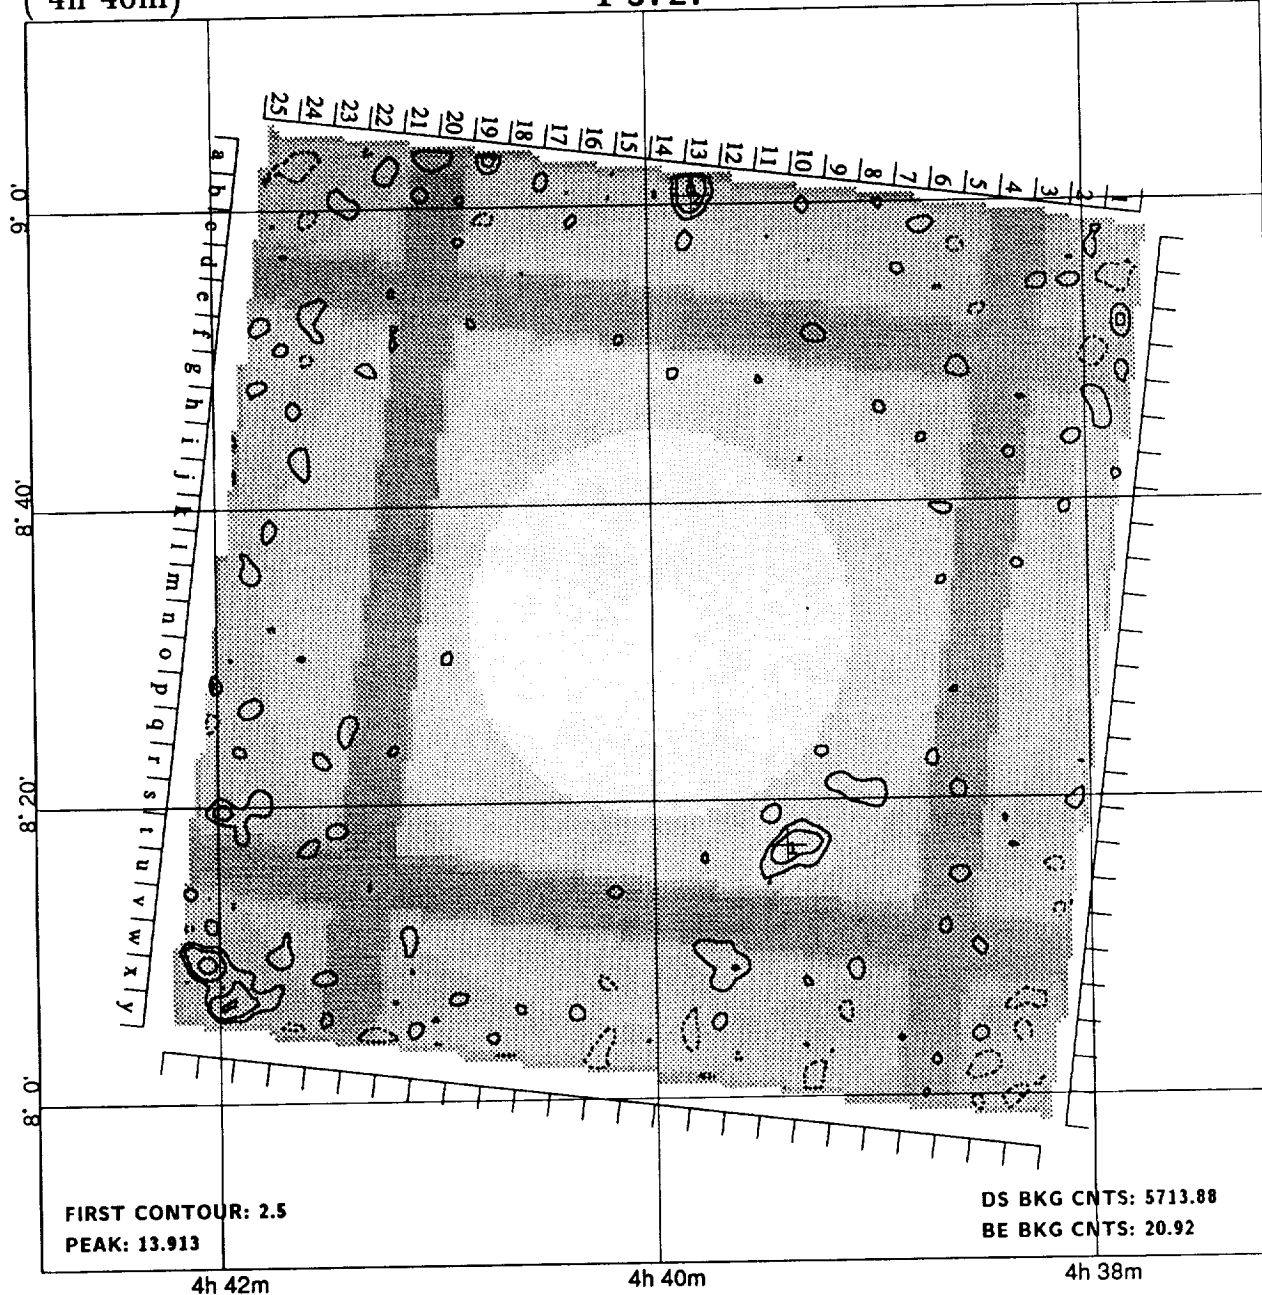 ( 4h 40m)
25 24 23 22 21 20 19 18 17 16 15 14 13 12 11 10 9 8 7 6 5 4 3 2 1
a b c d e f g h i j k l m n o p q r s t u v w x y
9° 0'
8° 40'
8° 20'
8° 0'
FIRST CONTOUR: 2.5
PEAK: 13.913
DS BKG CNTS: 5713.88
BE BKG CNTS: 20.92
4h 42m
4h 40m
4h 38m